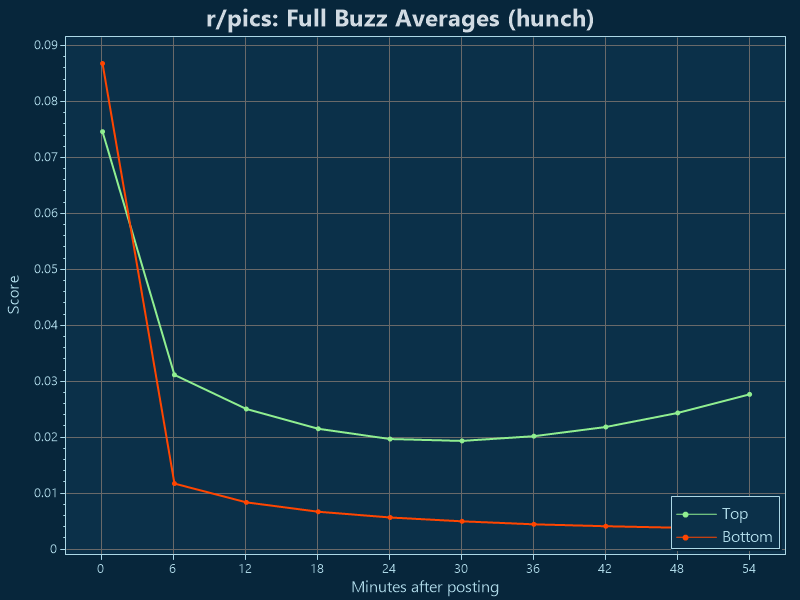 r/pics: Full Buzz Averages (hunch)
0.09
0.08
0.07
0.06
0.05
0.04
0.03
0.02
0.01
0
Score
0 6 12 18 24 30 36 42 48 54
Minutes after posting
Top
Bottom